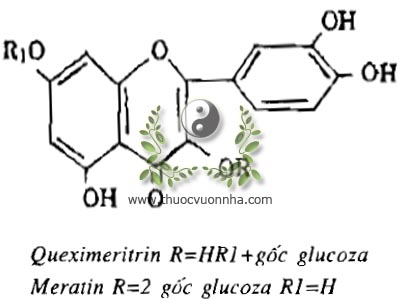 OH
R₁O
O
OH
OR
OH
O
www.thuocvuonnha.com
Queximeritrin R=HR1+gốc glucoza
Meratin R=2 gốc glucoza R1=H